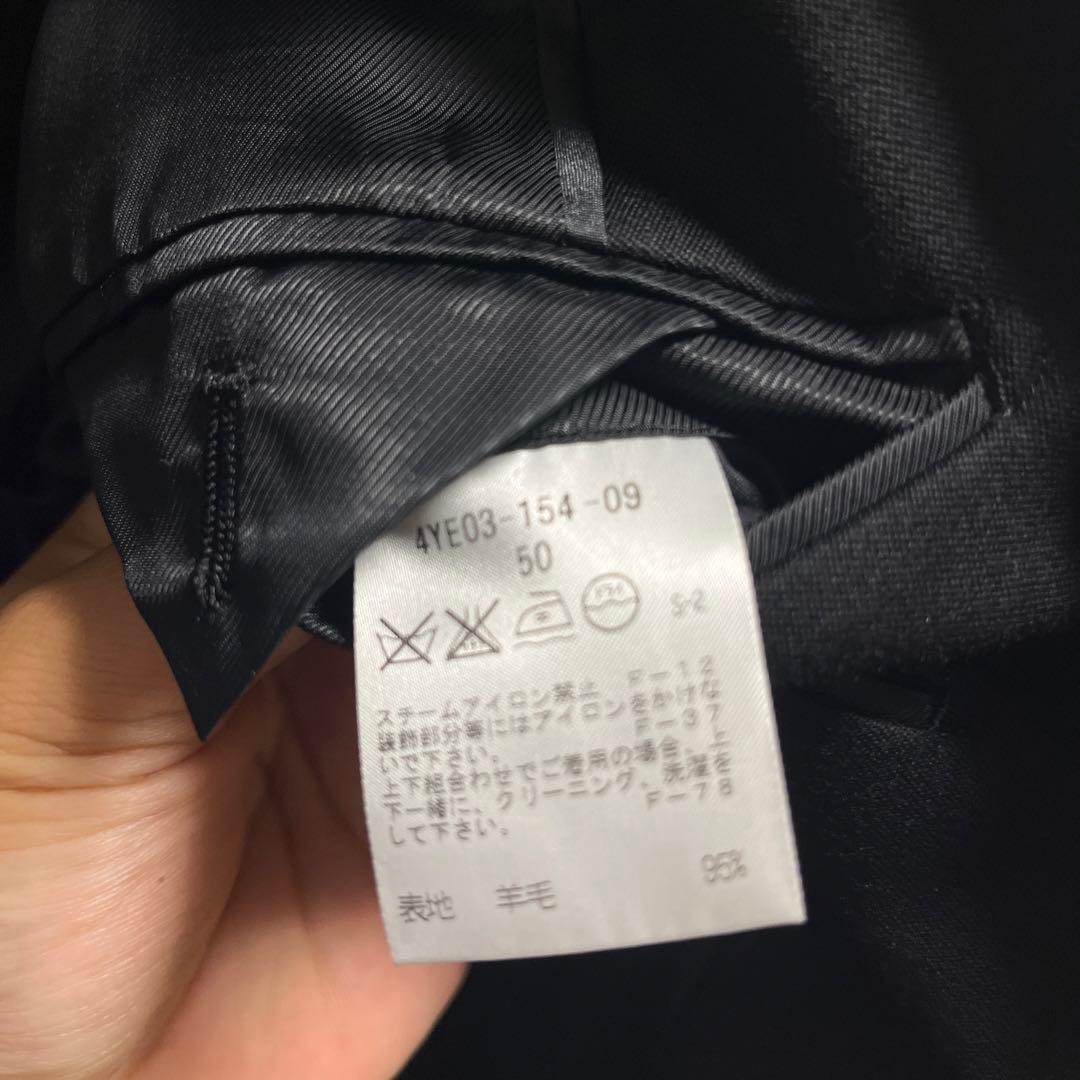 4YE03-154-09
50
S-2
スチームアイロン禁止 F-12
装飾部分等にはアイロンをかけな
いで下さい。 F-37
上下組合わせでご着用の場合、上
下一緒に、クリーニング、洗濯を
して下さい。 F-78
表地 羊毛 95%